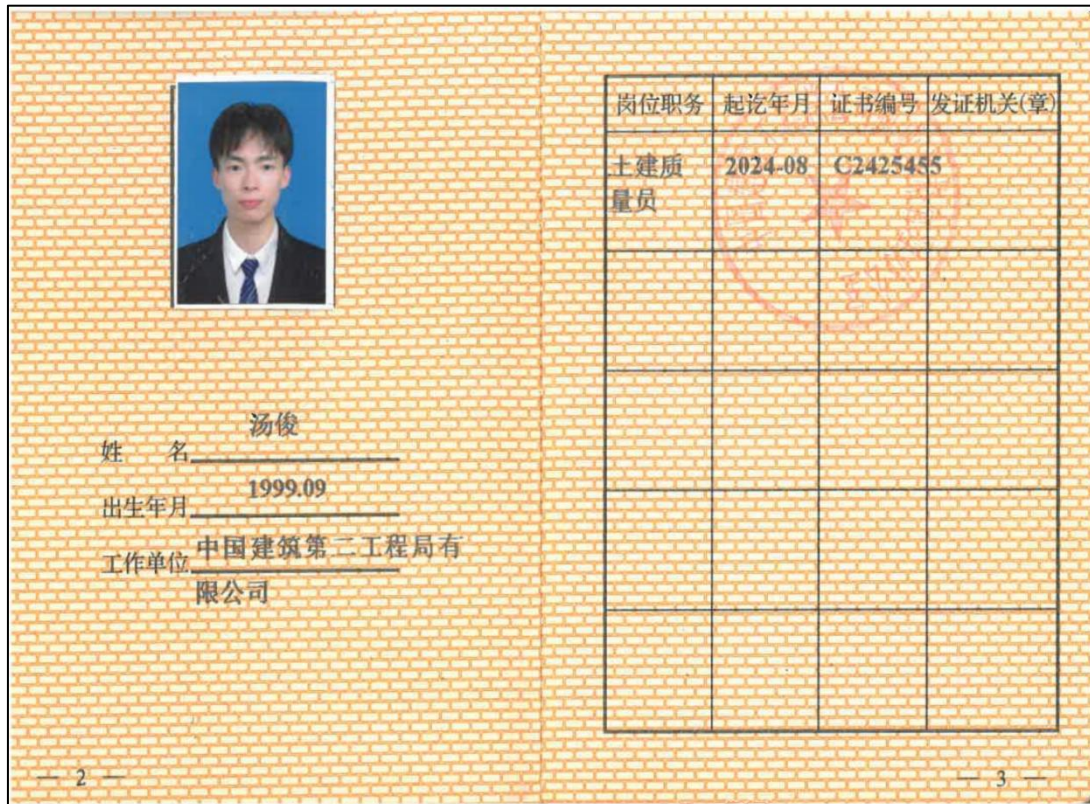 汤俊
姓 名
1999.09
出生年月
工作单位 中国建筑第二工程局有
限公司
— 2 —
岗位职务 起讫年月 证书编号 发证机关(章)
土建质 2024-08 C2425455
量员
— 3 —